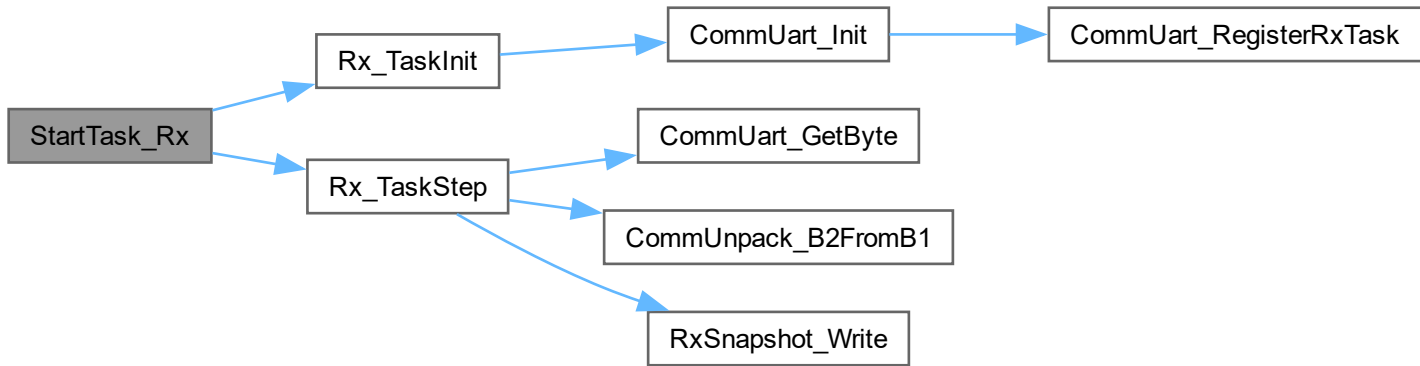 StartTask_Rx
Rx_TaskInit
CommUart_Init
CommUart_RegisterRxTask
Rx_TaskStep
CommUart_GetByte
CommUnpack_B2FromB1
RxSnapshot_Write